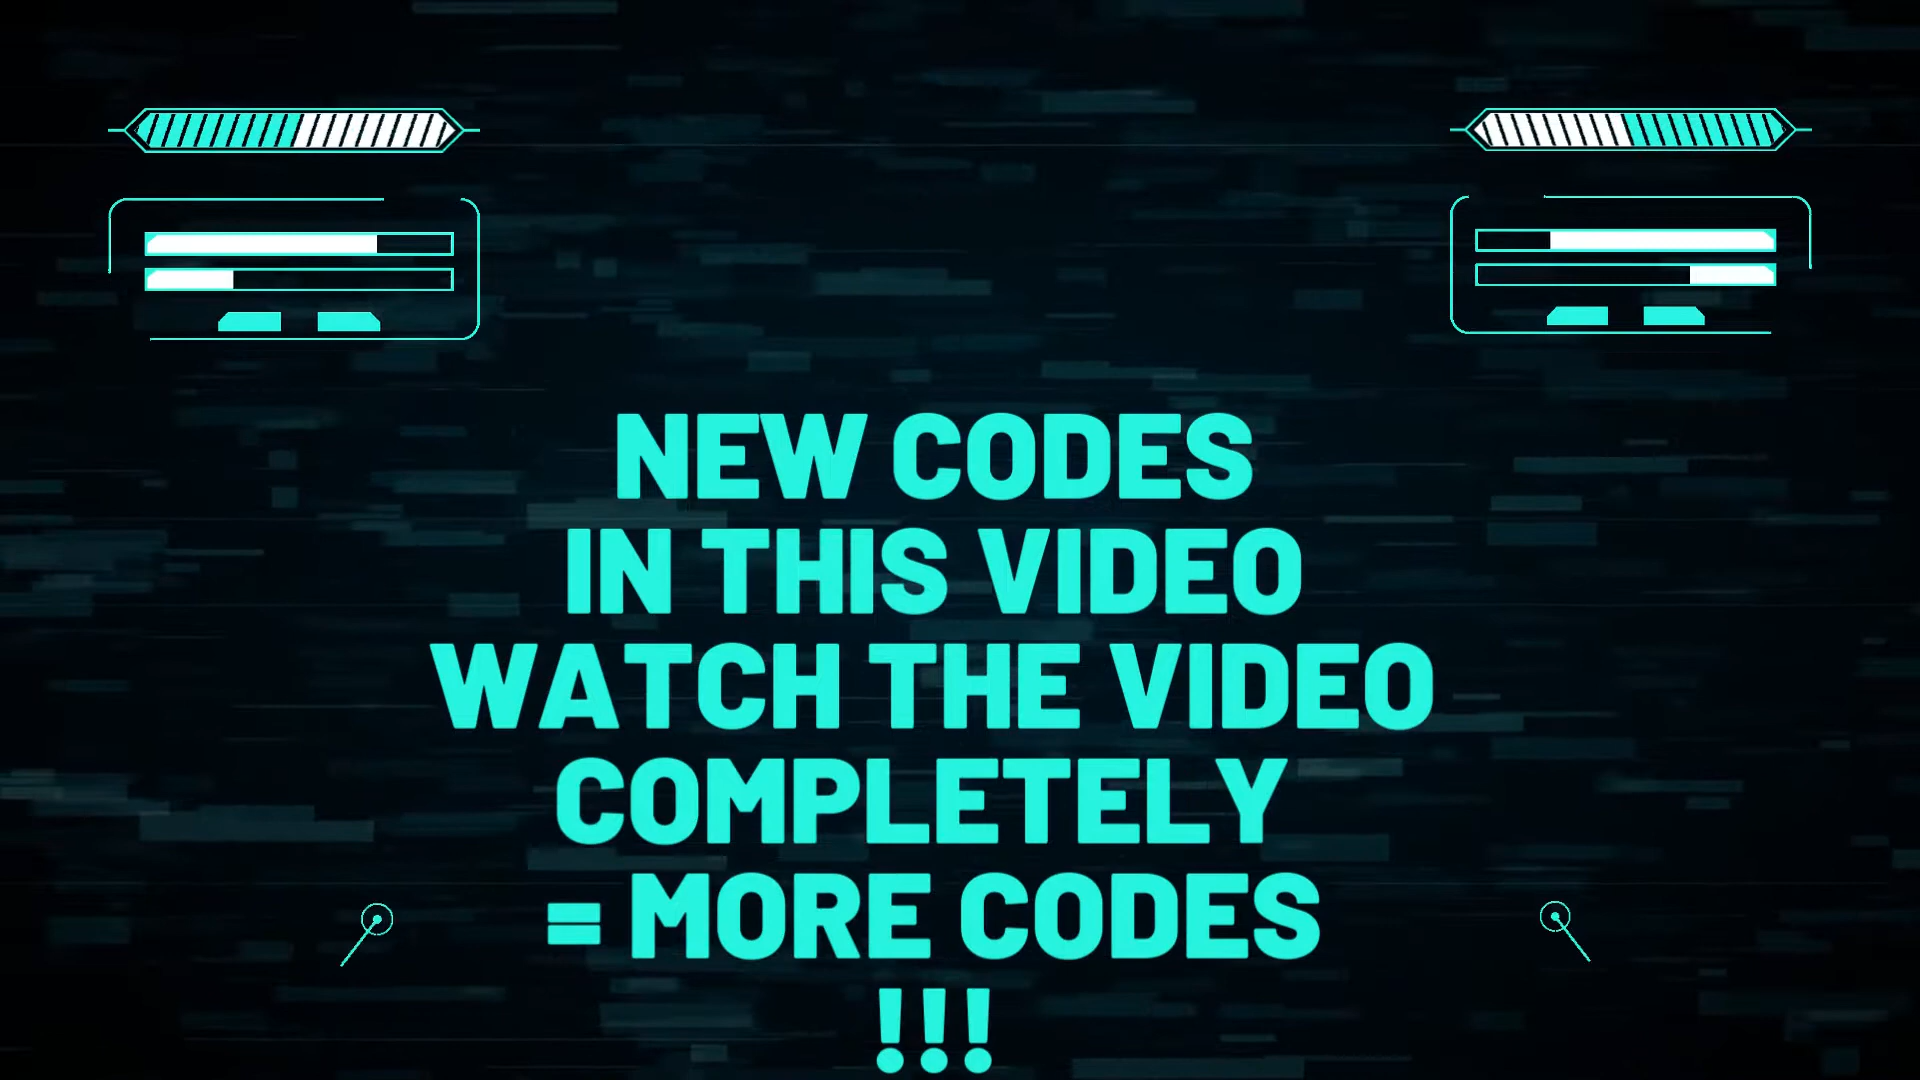 NEW CODES
IN THIS VIDEO
WATCH THE VIDEO
COMPLETELY
= MORE CODES
!!!